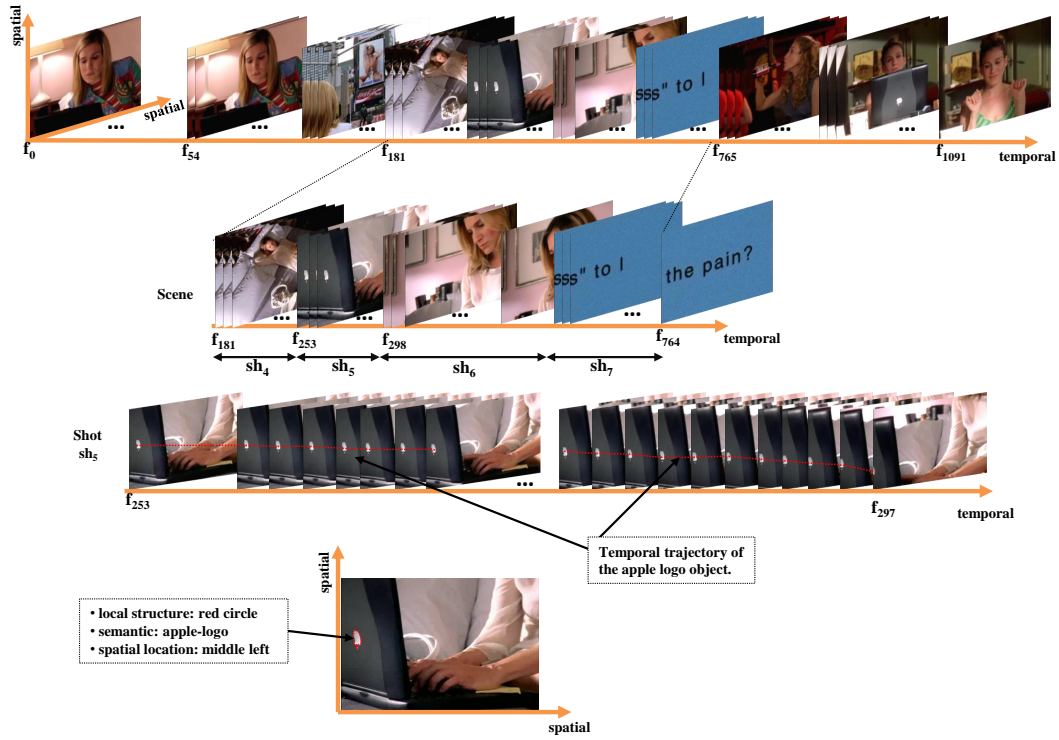 spatial
spatial
sss" to I
...
...
...
...
...
...
...
f0
f54
f181
f765
f1091
temporal
Scene
sss" to I
the pain?
...
...
...
f181
f253
f298
f764
temporal
sh4
sh5
sh6
sh7
Shot
sh5
...
f253
f297
temporal
Temporal trajectory of
the apple logo object.
spatial
• local structure: red circle
• semantic: apple-logo
• spatial location: middle left
spatial